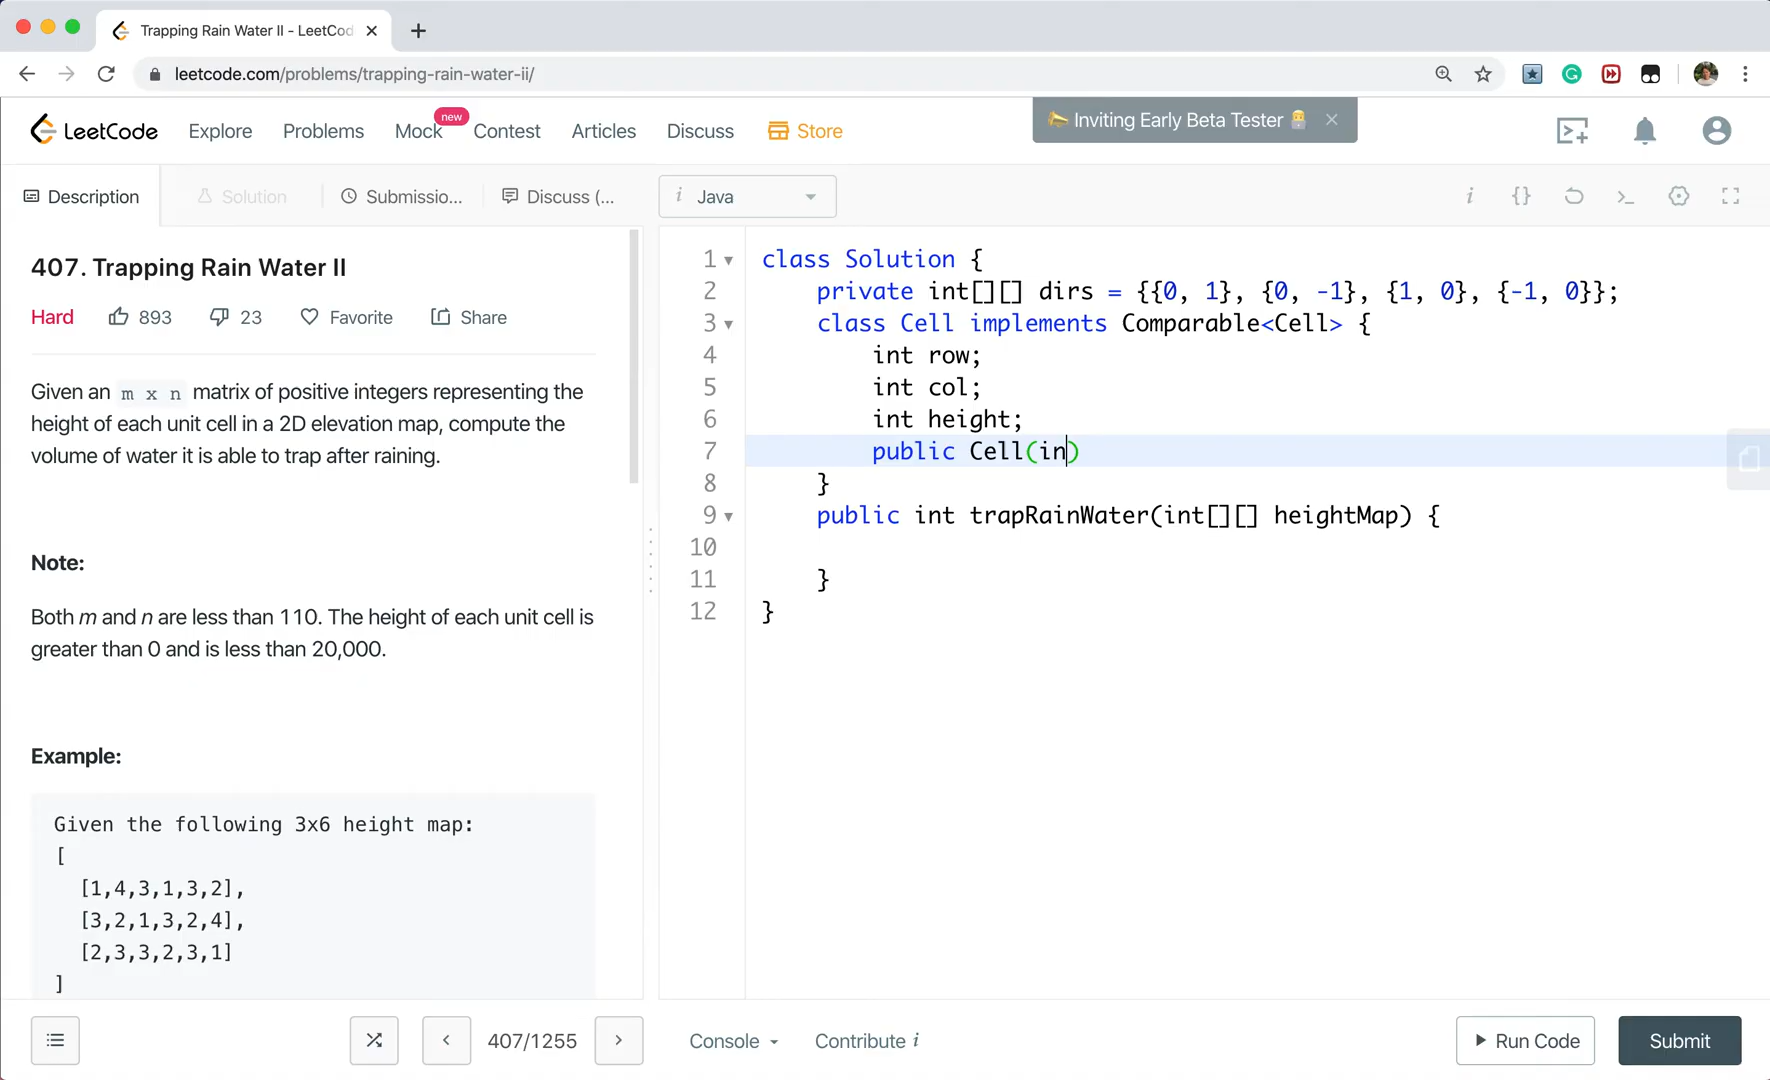 Trapping Rain Water II - LeetCod
leetcode.com/problems/trapping-rain-water-ii/
LeetCode
Explore
Problems
Mock
new
Contest
Articles
Discuss
Store
Inviting Early Beta Tester
Description
Solution
Submissio...
Discuss (...
i Java
407. Trapping Rain Water II
Hard
893
23
Favorite
Share
Given an m x n matrix of positive integers representing the
height of each unit cell in a 2D elevation map, compute the
volume of water it is able to trap after raining.
Note:
Both m and n are less than 110. The height of each unit cell is
greater than 0 and is less than 20,000.
Example:
Given the following 3x6 height map:
[
[1,4,3,1,3,2],
[3,2,1,3,2,4],
[2,3,3,2,3,1]
]
1 class Solution {
2 private int[][] dirs = {{0, 1}, {0, -1}, {1, 0}, {-1, 0}};
3 class Cell implements Comparable<Cell> {
4 int row;
5 int col;
6 int height;
7 public Cell(in)
8 }
9 public int trapRainWater(int[][] heightMap) {
10
11 }
12 }
407/1255
Console
Contribute i
Run Code
Submit